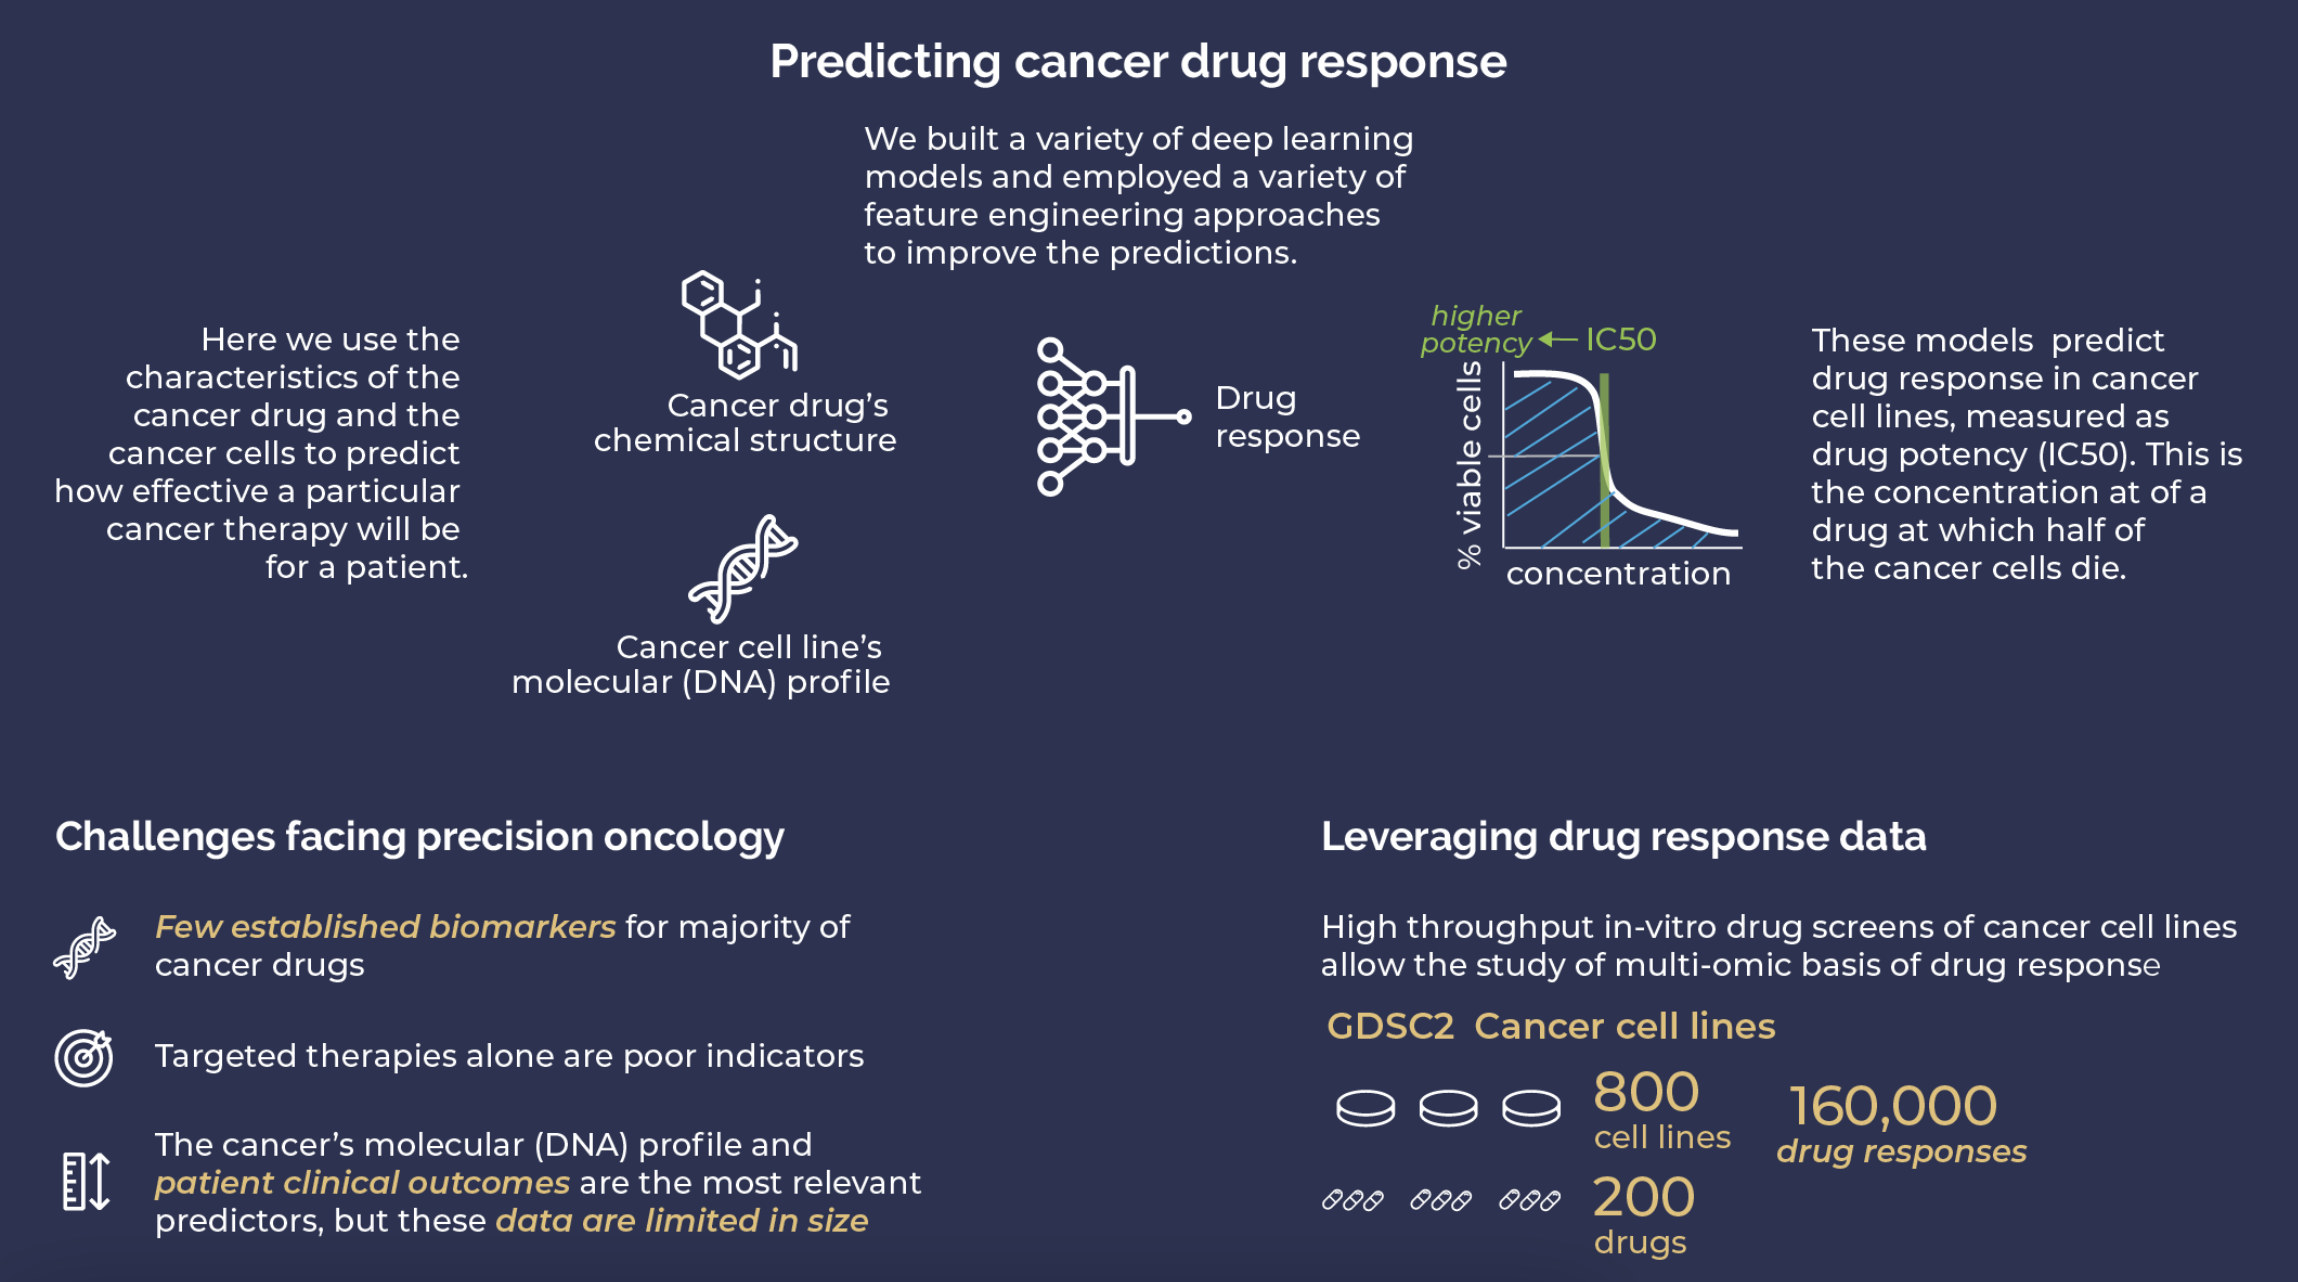 Predicting cancer drug response
We built a variety of deep learning
models and employed a variety of
feature engineering approaches
to improve the predictions.
Here we use the
characteristics of the
cancer drug and the
cancer cells to predict
how effective a particular
cancer therapy will be
for a patient.
Cancer drug’s
chemical structure
Cancer cell line’s
molecular (DNA) profile
Drug
response
higher
potency
IC50
% viable cells
concentration
These models  predict
drug response in cancer
cell lines, measured as
drug potency (IC50). This is
the concentration at of a
drug at which half of
the cancer cells die.
Challenges facing precision oncology
Few established biomarkers for majority of
cancer drugs
Targeted therapies alone are poor indicators
The cancer’s molecular (DNA) profile and
patient clinical outcomes are the most relevant
predictors, but these data are limited in size
Leveraging drug response data
High throughput in-vitro drug screens of cancer cell lines
allow the study of multi-omic basis of drug response
GDSC2  Cancer cell lines
800
cell lines
160,000
drug responses
200
drugs